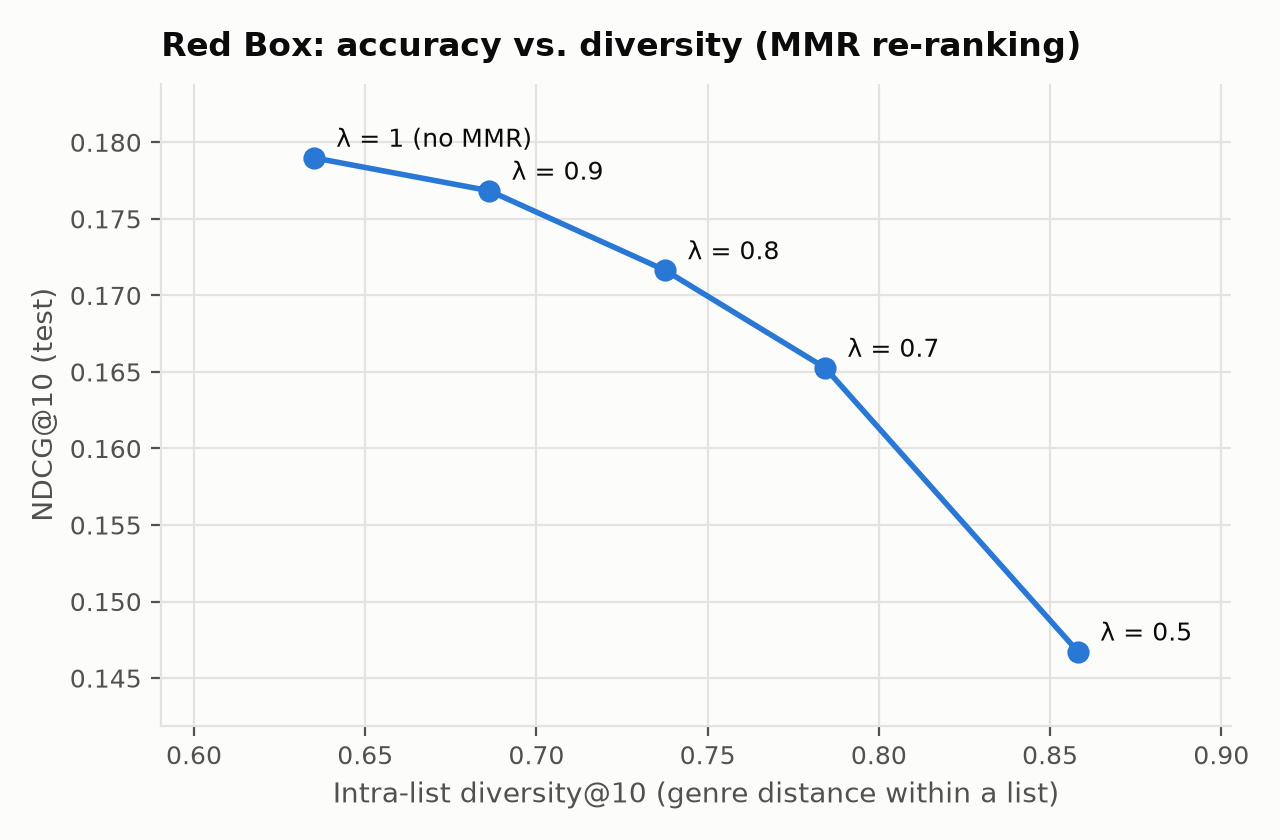 Red Box: accuracy vs. diversity (MMR re-ranking)
λ = 1 (no MMR)
λ = 0.9
λ = 0.8
λ = 0.7
λ = 0.5
NDCG@10 (test)
0.180
0.175
0.170
0.165
0.160
0.155
0.150
0.145
0.60 0.65 0.70 0.75 0.80 0.85 0.90
Intra-list diversity@10 (genre distance within a list)